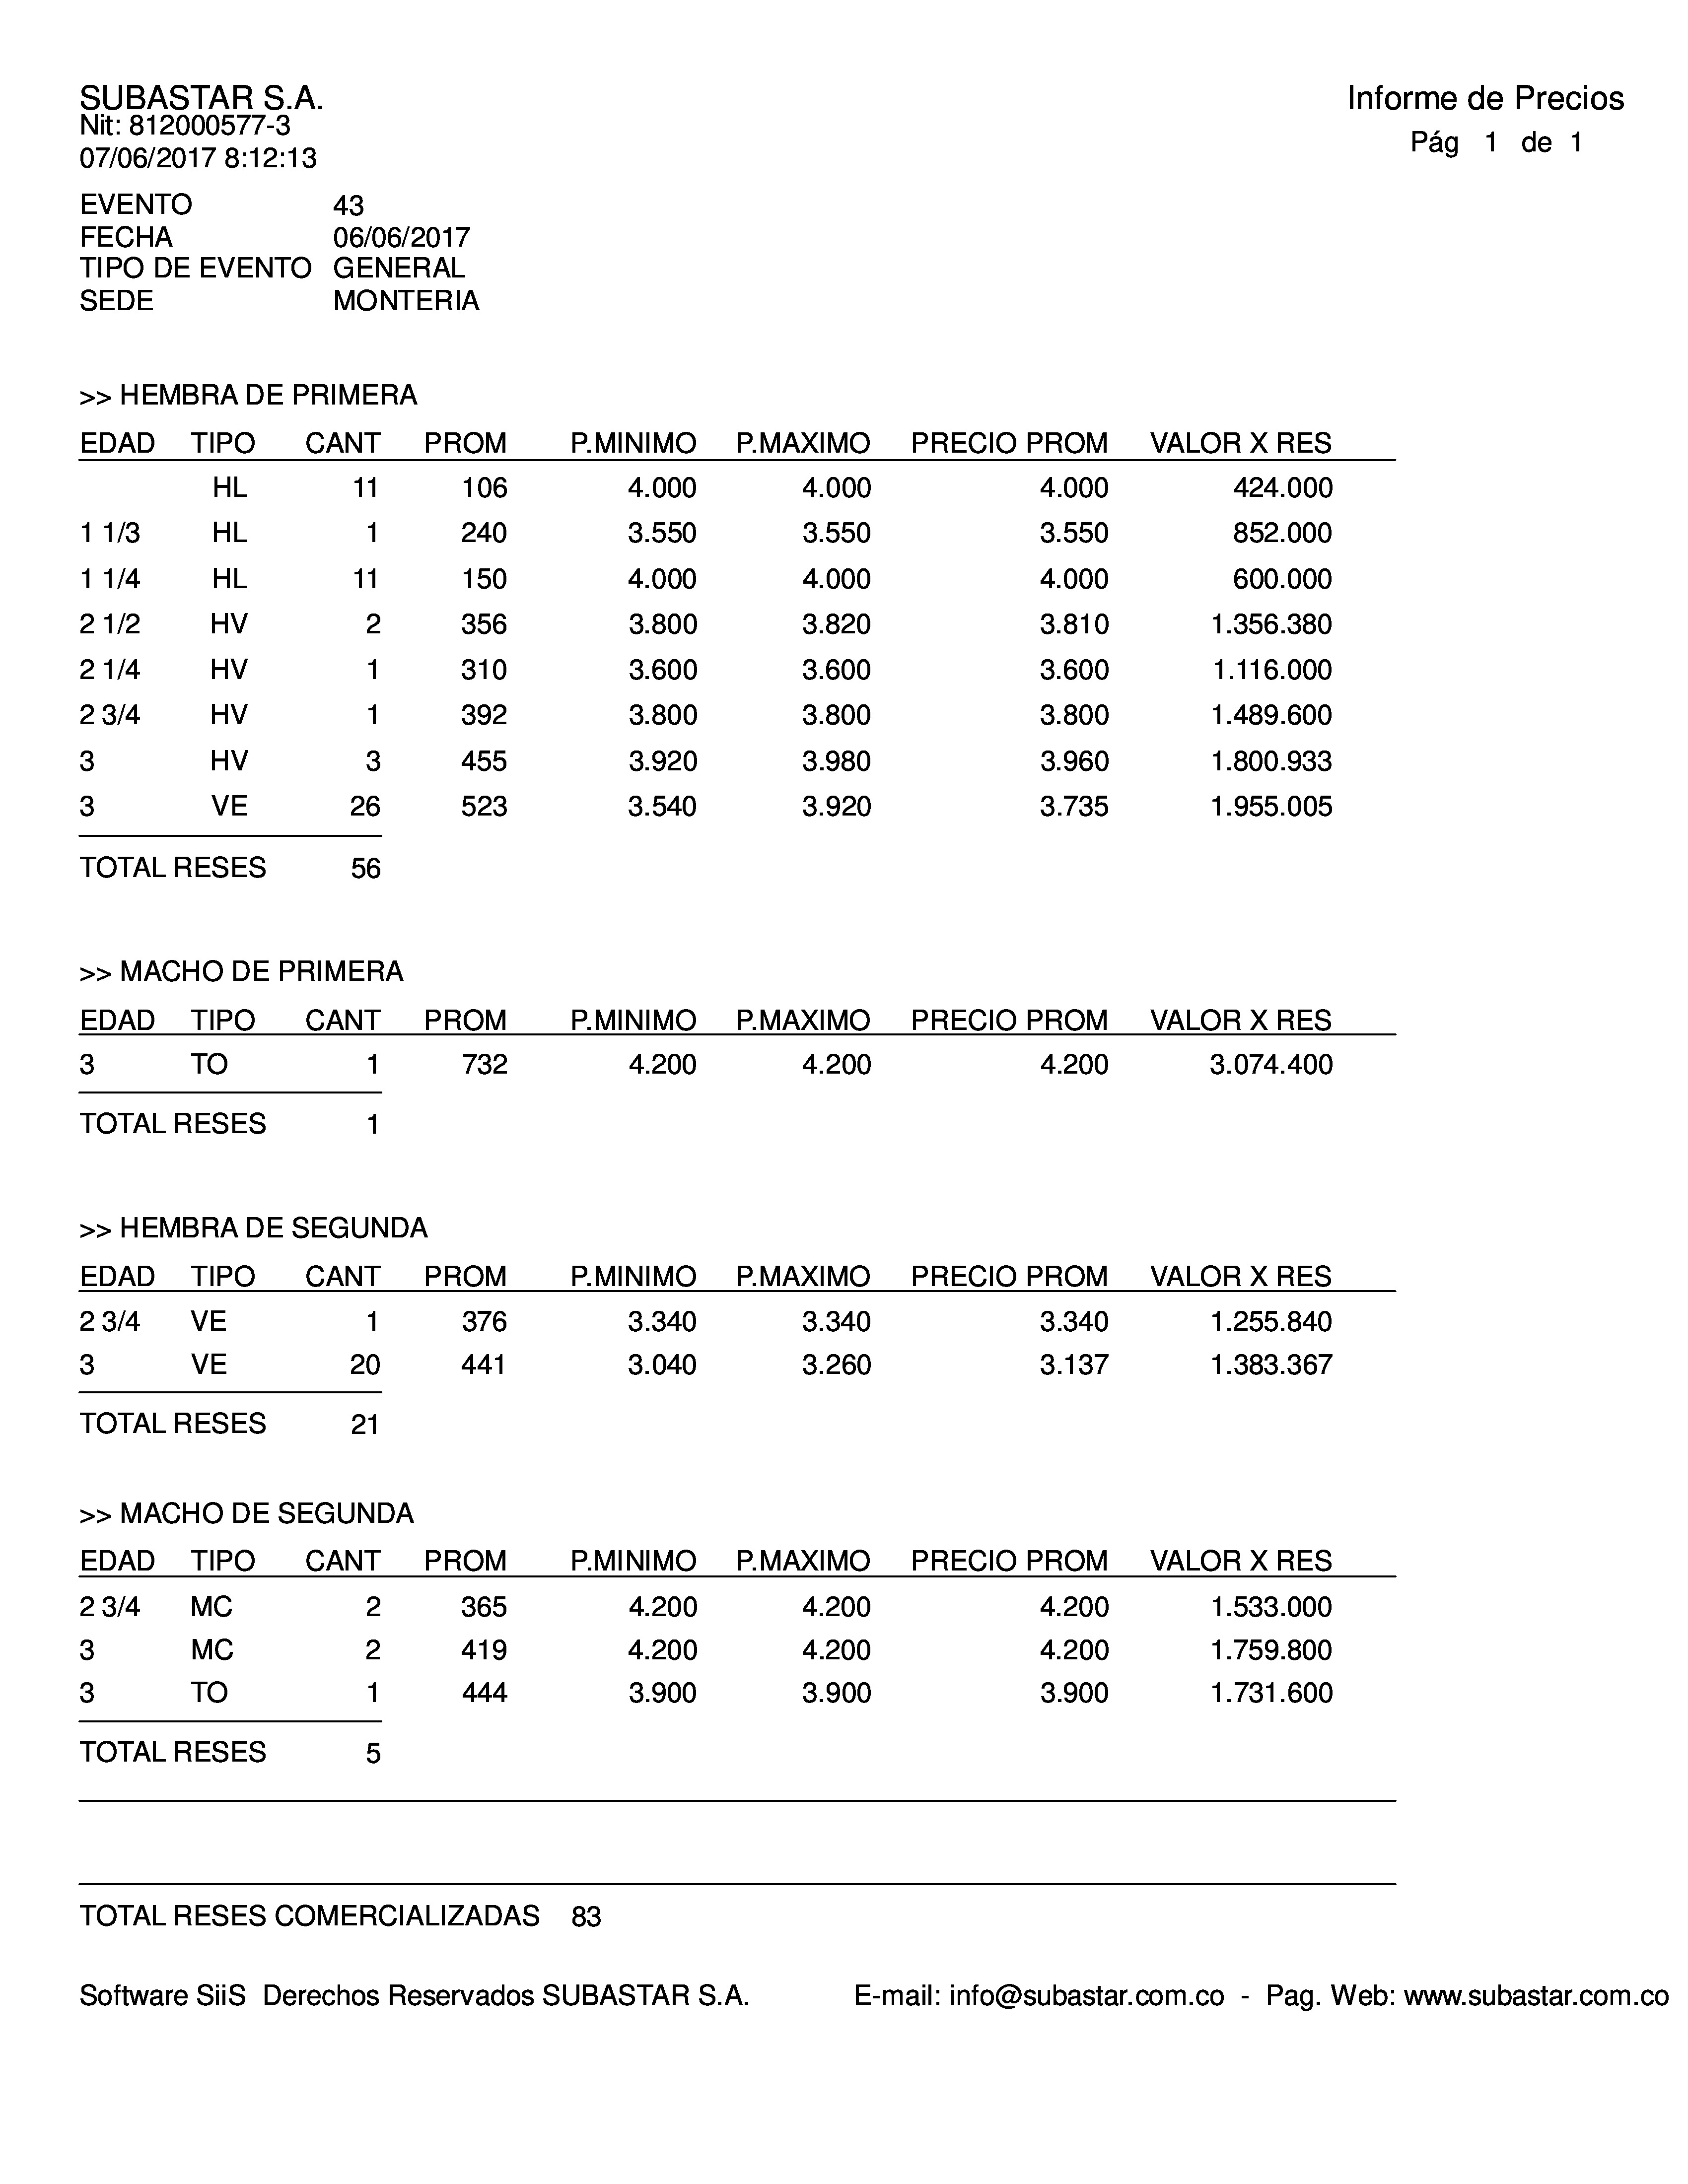 SUBASTAR S.A.
Informe de Precios
Nit: 812000577-3
Pág 1 de 1
07/06/2017 8:12:13
EVENTO 43
FECHA 06/06/2017
TIPO DE EVENTO GENERAL
SEDE MONTERIA
>> HEMBRA DE PRIMERA
EDAD TIPO CANT PROM P.MINIMO P.MAXIMO PRECIO PROM VALOR X RES
HL 11 106 4.000 4.000 4.000 424.000
1 1/3 HL 1 240 3.550 3.550 3.550 852.000
1 1/4 HL 11 150 4.000 4.000 4.000 600.000
2 1/2 HV 2 356 3.800 3.820 3.810 1.356.380
2 1/4 HV 1 310 3.600 3.600 3.600 1.116.000
2 3/4 HV 1 392 3.800 3.800 3.800 1.489.600
3 HV 3 455 3.920 3.980 3.960 1.800.933
3 VE 26 523 3.540 3.920 3.735 1.955.005
TOTAL RESES 56
>> MACHO DE PRIMERA
EDAD TIPO CANT PROM P.MINIMO P.MAXIMO PRECIO PROM VALOR X RES
3 TO 1 732 4.200 4.200 4.200 3.074.400
TOTAL RESES 1
>> HEMBRA DE SEGUNDA
EDAD TIPO CANT PROM P.MINIMO P.MAXIMO PRECIO PROM VALOR X RES
2 3/4 VE 1 376 3.340 3.340 3.340 1.255.840
3 VE 20 441 3.040 3.260 3.137 1.383.367
TOTAL RESES 21
>> MACHO DE SEGUNDA
EDAD TIPO CANT PROM P.MINIMO P.MAXIMO PRECIO PROM VALOR X RES
2 3/4 MC 2 365 4.200 4.200 4.200 1.533.000
3 MC 2 419 4.200 4.200 4.200 1.759.800
3 TO 1 444 3.900 3.900 3.900 1.731.600
TOTAL RESES 5
TOTAL RESES COMERCIALIZADAS 83
Software SiiS Derechos Reservados SUBASTAR S.A. E-mail: info@subastar.com.co - Pag. Web: www.subastar.com.co